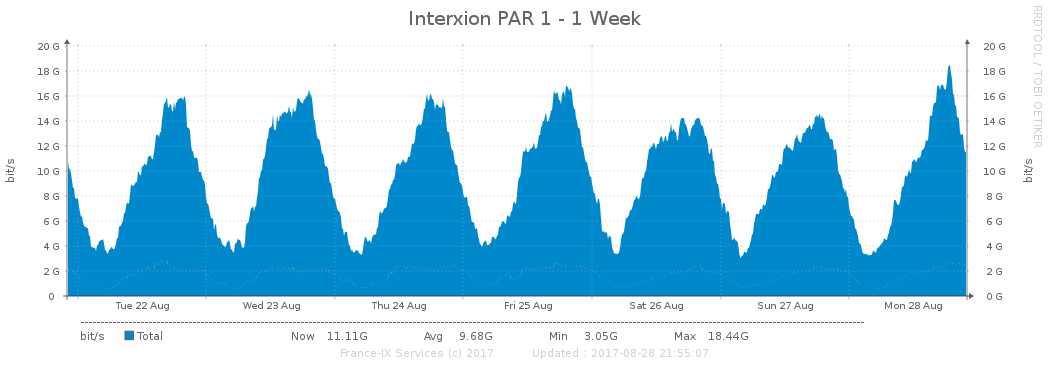 Interxion PAR 1 - 1 Week
RRDTOOL / TOBI OETIKER
20 G 20 G
18 G 18 G
16 G 16 G
14 G 14 G
12 G 12 G
10 G 10 G
8 G 8 G
6 G 6 G
4 G 4 G
2 G 2 G
0 0 G
bit/s bit/s
Tue 22 Aug Wed 23 Aug Thu 24 Aug Fri 25 Aug Sat 26 Aug Sun 27 Aug Mon 28 Aug
bit/s Total Now 11.11G Avg 9.68G Min 3.05G Max 18.44G
France-IX Services (c) 2017 Updated : 2017-08-28 21:55:07